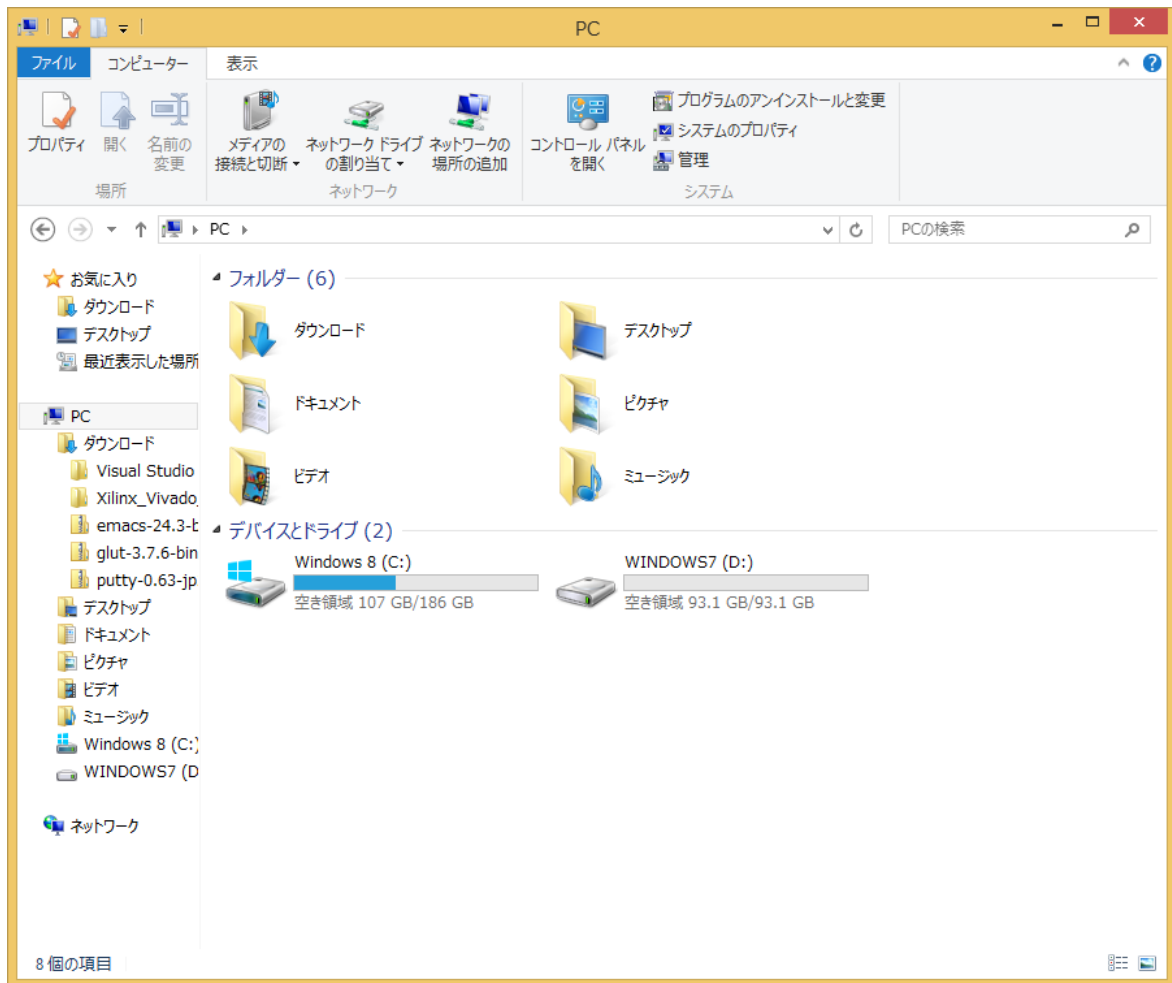 PC
ファイル コンピューター 表示
プロパティ 開く 名前の変更 メディアの接続と切断 ネットワーク ドライブの割り当て ネットワークの場所の追加 コントロール パネルを開く
プログラムのアンインストールと変更
システムのプロパティ
管理
場所 ネットワーク システム
PC PCの検索
お気に入り
ダウンロード
デスクトップ
最近表示した場所
PC
ダウンロード
Visual Studio
Xilinx_Vivado_
emacs-24.3-b
glut-3.7.6-bin
putty-0.63-jp
デスクトップ
ドキュメント
ピクチャ
ビデオ
ミュージック
Windows 8 (C:)
WINDOWS7 (D
ネットワーク
フォルダー (6)
ダウンロード デスクトップ
ドキュメント ピクチャ
ビデオ ミュージック
デバイスとドライブ (2)
Windows 8 (C:) WINDOWS7 (D:)
空き領域 107 GB/186 GB 空き領域 93.1 GB/93.1 GB
8 個の項目